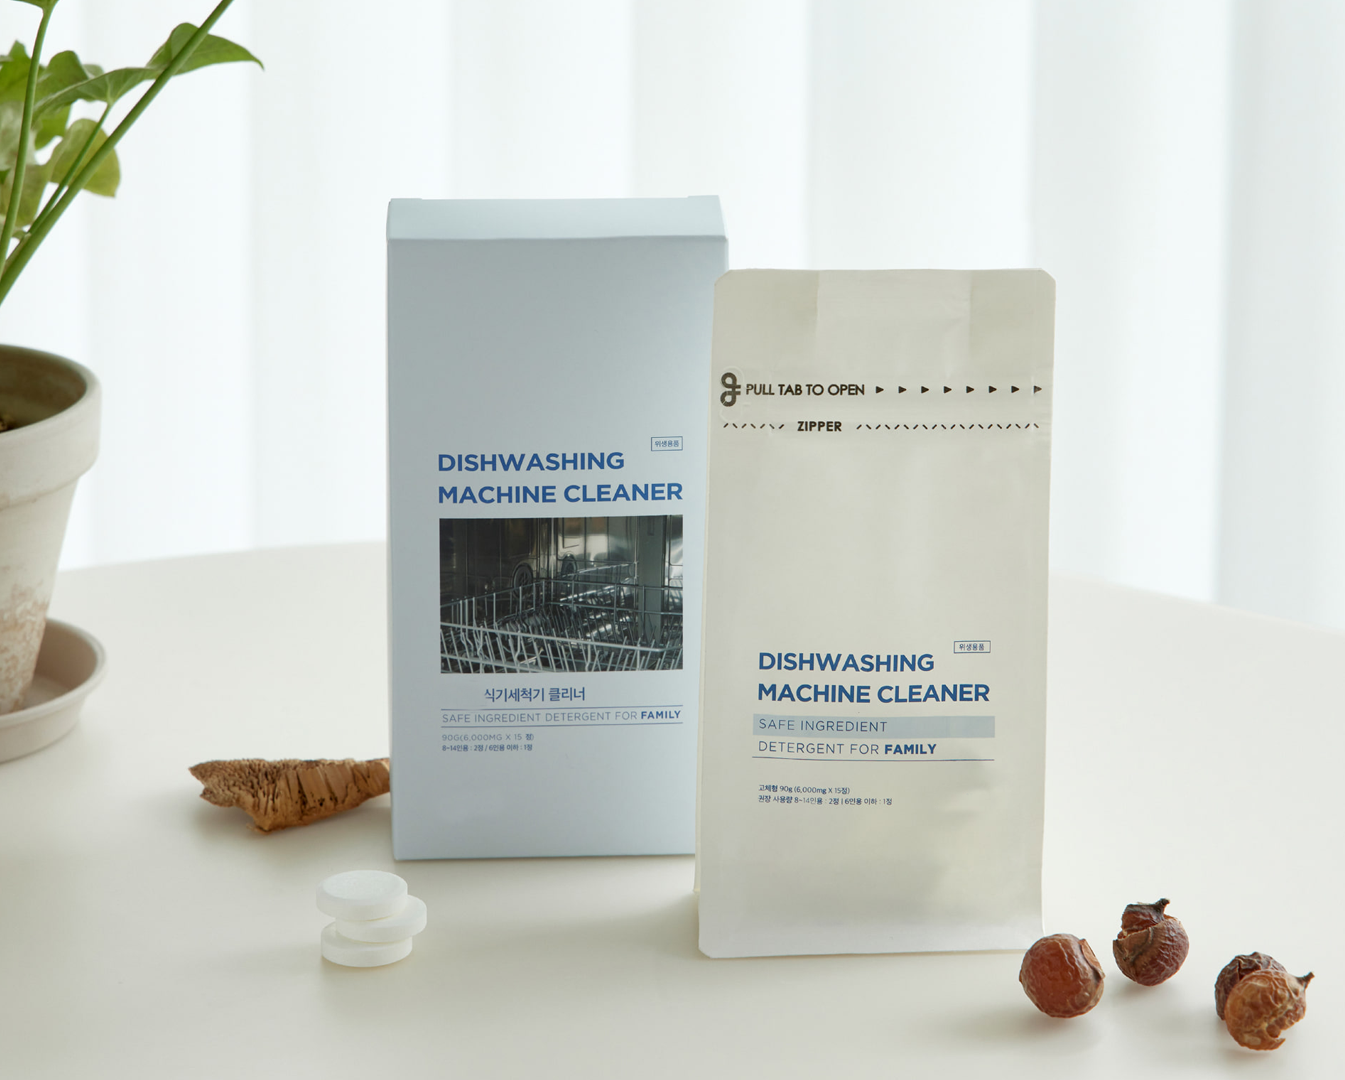 위생용품
DISHWASHING
MACHINE CLEANER
식기세척기 클리너
SAFE INGREDIENT DETERGENT FOR FAMILY
90G(6,000MG X 15 정)
8~14인용 : 2정 / 6인용 이하 : 1정
PULL TAB TO OPEN
ZIPPER
위생용품
DISHWASHING
MACHINE CLEANER
SAFE INGREDIENT
DETERGENT FOR FAMILY
고체형 90g (6,000mg X 15정)
권장 사용량 8~14인용 : 2정 | 6인용 이하 : 1정